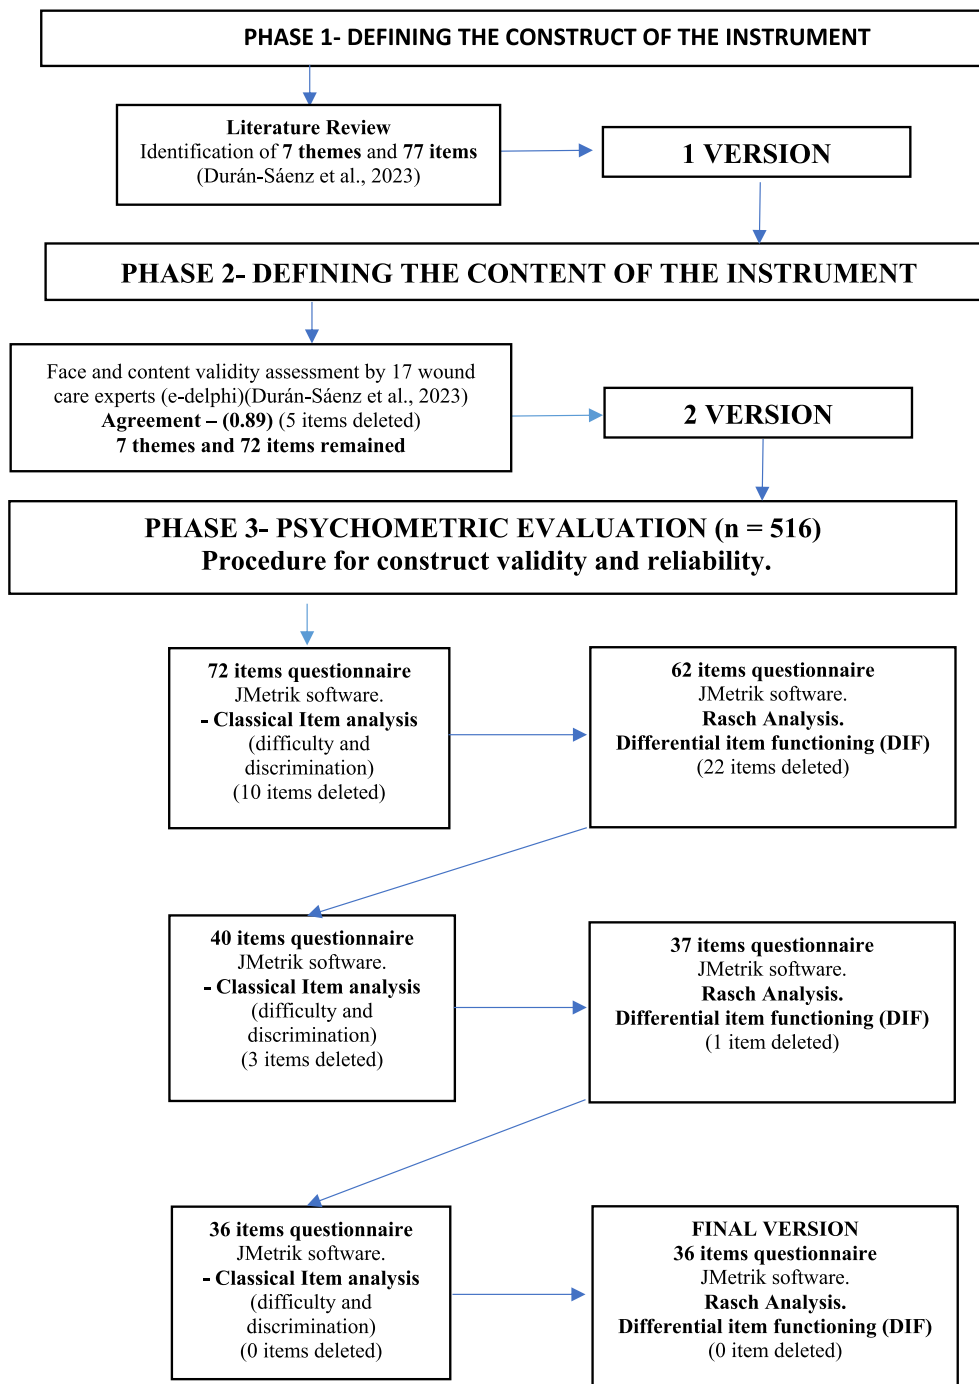 PHASE 1- DEFINING THE CONSTRUCT OF THE INSTRUMENT
Literature Review
Identification of 7 themes and 77 items
(Durán-Sáenz et al., 2023)
1 VERSION
PHASE 2- DEFINING THE CONTENT OF THE INSTRUMENT
Face and content validity assessment by 17 wound
care experts (e-delphi)(Durán-Sáenz et al., 2023)
Agreement – (0.89) (5 items deleted)
7 themes and 72 items remained
2 VERSION
PHASE 3- PSYCHOMETRIC EVALUATION (n = 516)
Procedure for construct validity and reliability.
72 items questionnaire
JMetrik software.
- Classical Item analysis
(difficulty and
discrimination)
(10 items deleted)
62 items questionnaire
JMetrik software.
Rasch Analysis.
Differential item functioning (DIF)
(22 items deleted)
40 items questionnaire
JMetrik software.
- Classical Item analysis
(difficulty and
discrimination)
(3 items deleted)
37 items questionnaire
JMetrik software.
Rasch Analysis.
Differential item functioning (DIF)
(1 item deleted)
36 items questionnaire
JMetrik software.
- Classical Item analysis
(difficulty and
discrimination)
(0 items deleted)
FINAL VERSION
36 items questionnaire
JMetrik software.
Rasch Analysis.
Differential item functioning (DIF)
(0 item deleted)